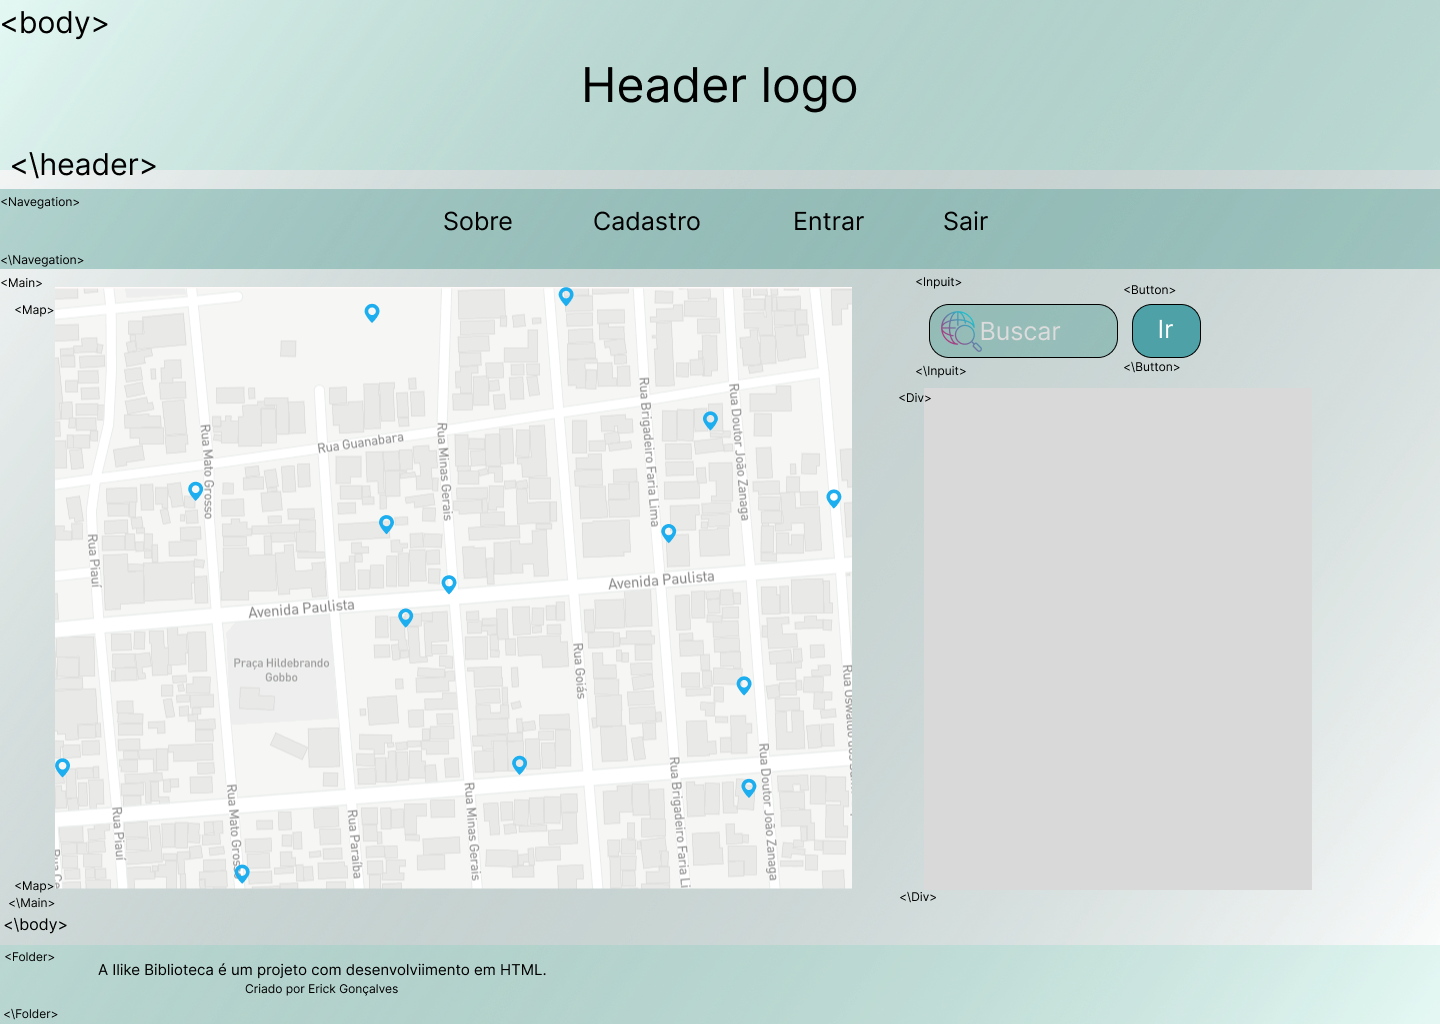 <body>
Header logo
<\header>
<Navegation>
Sobre
Cadastro
Entrar
Sair
<\Navegation>
<Main>
<Map>
<Inpuit>
<Button>
Buscar
Ir
<\Inpuit>
<\Button>
<Div>
Rua Mato Grosso
Rua Guanabara
Rua Minas Gerais
Rua Brigadeiro Faria Lima
Rua Doutor João Zanaga
Rua Piauí
Avenida Paulista
Avenida Paulista
Praça Hildebrando
Gobbo
Rua Goiás
Rua Oswaldo dos
Rua Piauí
Rua Mato Grosso
Rua Paraíba
Rua Minas Gerais
Rua Brigadeiro Faria Li
Rua Doutor João Zanaga
<Map>
<\Main>
<\Div>
<\body>
<Folder>
A Ilike Biblioteca é um projeto com desenvolviimento em HTML.
Criado por Erick Gonçalves
<\Folder>